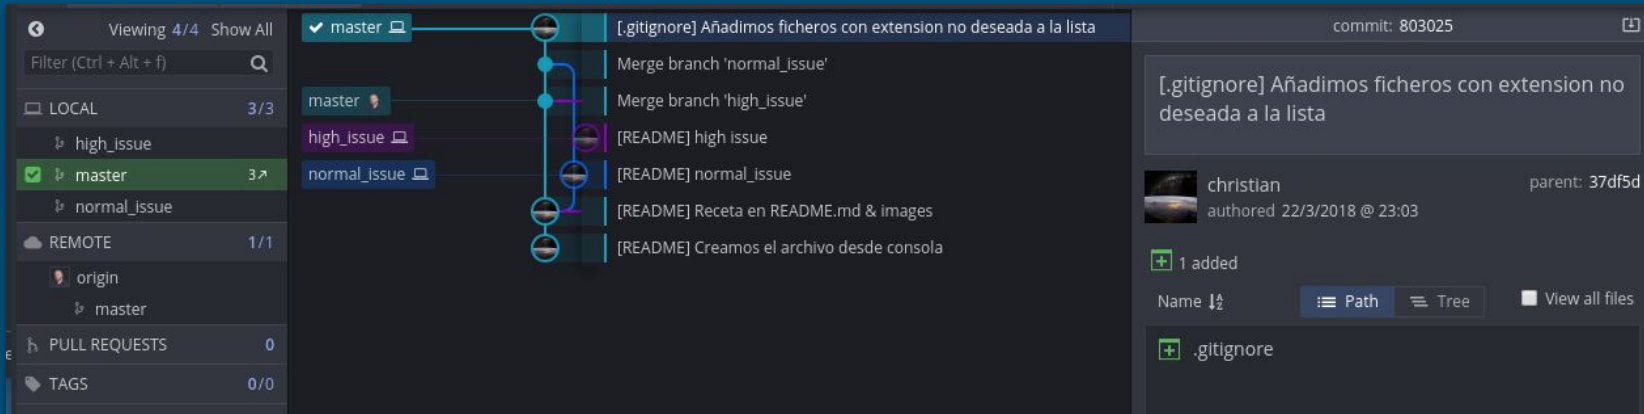 Viewing 4/4 Show All
Filter (Ctrl + Alt + f)
LOCAL 3/3
high_issue
master 3↗
normal_issue
REMOTE 1/1
origin
master
PULL REQUESTS 0
TAGS 0/0
master [.gitignore] Añadimos ficheros con extension no deseada a la lista
Merge branch 'normal_issue'
master Merge branch 'high_issue'
high_issue [README] high issue
normal_issue [README] normal_issue
[README] Receta en README.md & images
[README] Creamos el archivo desde consola
commit: 803025
[.gitignore] Añadimos ficheros con extension no
deseada a la lista
christian parent: 37df5d
authored 22/3/2018 @ 23:03
1 added
Name Path Tree View all files
.gitignore